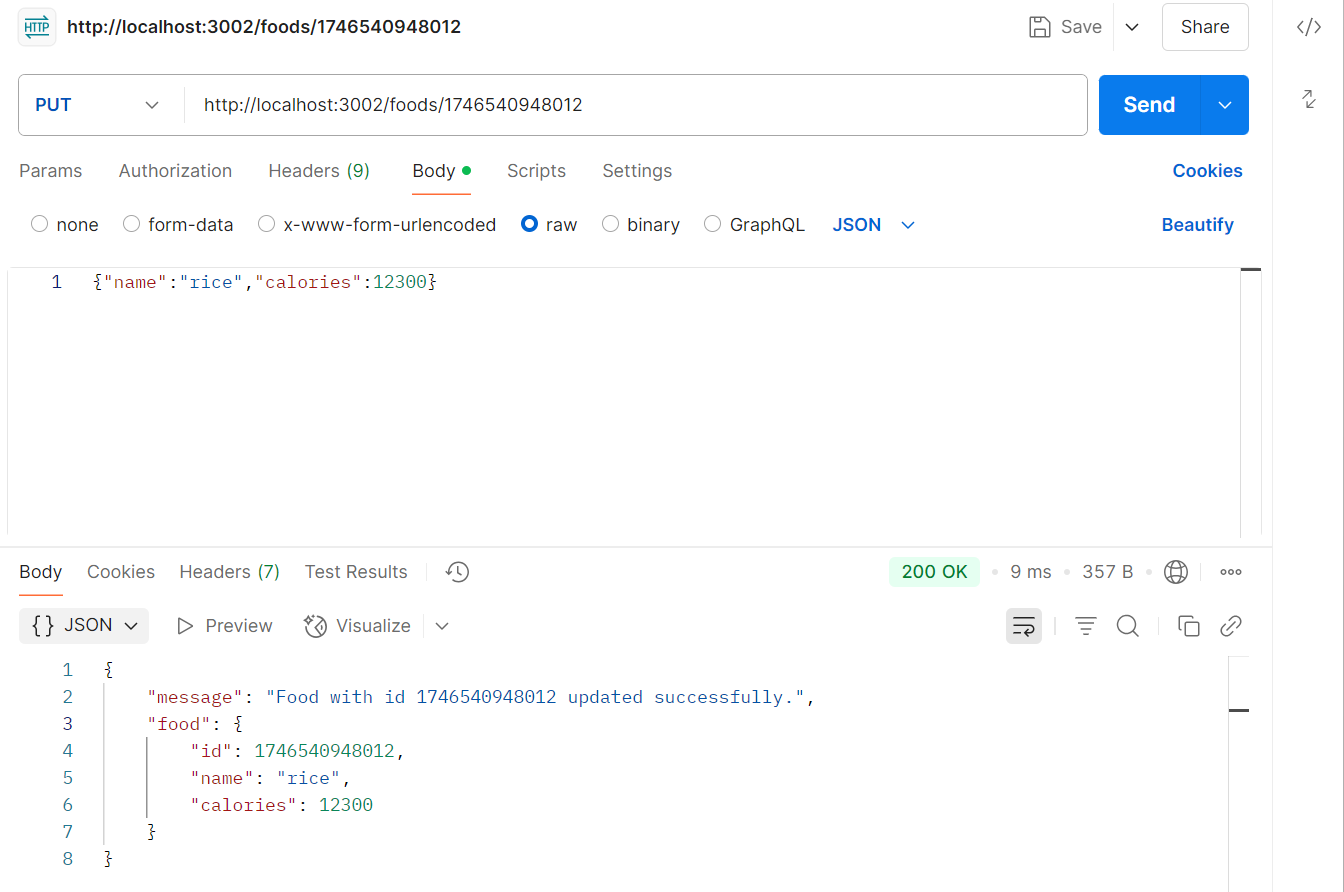 HTTP http://localhost:3002/foods/1746540948012 Save Share </>
PUT http://localhost:3002/foods/1746540948012 Send
Params Authorization Headers (9) Body Scripts Settings Cookies
none form-data x-www-form-urlencoded raw binary GraphQL JSON Beautify
1 {"name":"rice","calories":12300}
Body Cookies Headers (7) Test Results 200 OK 9 ms 357 B
{ } JSON Preview Visualize
1 {
2 "message": "Food with id 1746540948012 updated successfully.",
3 "food": {
4 "id": 1746540948012,
5 "name": "rice",
6 "calories": 12300
7 }
8 }